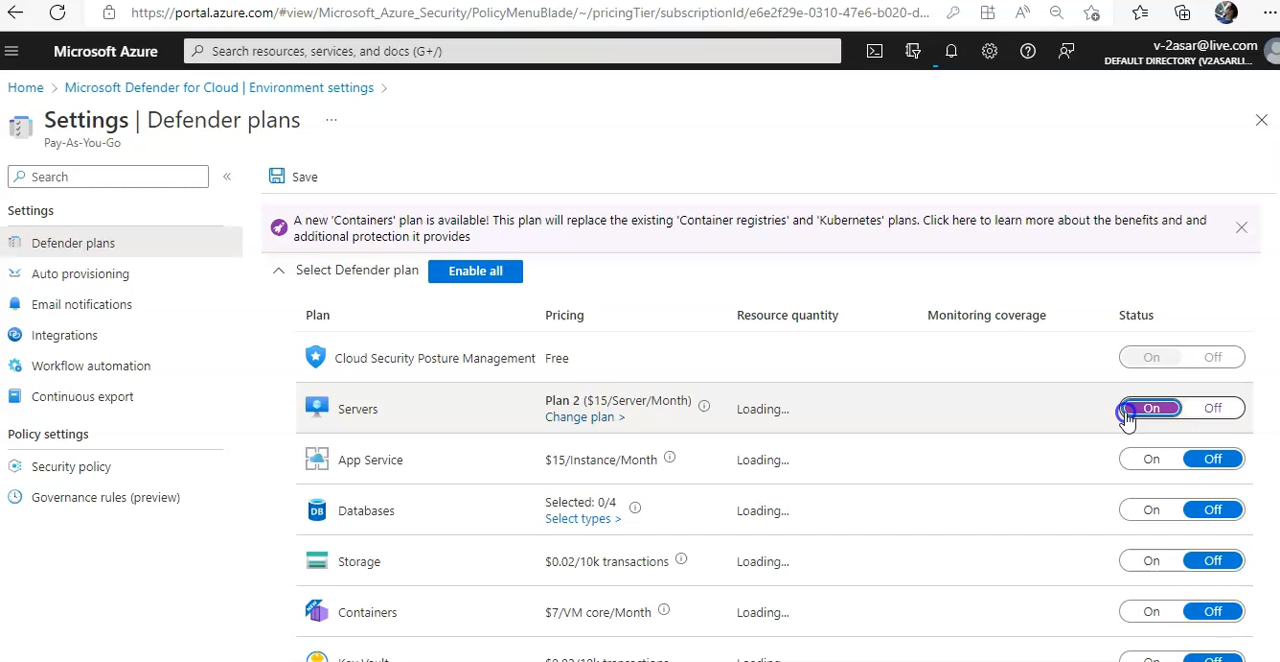 https://portal.azure.com/#view/Microsoft_Azure_Security/PolicyMenuBlade/~/pricingTier/subscriptionId/e6e2f29e-0310-47e6-b020-d...
Microsoft Azure
Search resources, services, and docs (G+/)
v-2asar@live.com
DEFAULT DIRECTORY (V2ASARLI...
Home > Microsoft Defender for Cloud | Environment settings >
Settings | Defender plans ...
Pay-As-You-Go
Search
«
Save
Settings
Defender plans
Auto provisioning
Email notifications
Integrations
Workflow automation
Continuous export
Policy settings
Security policy
Governance rules (preview)
A new 'Containers' plan is available! This plan will replace the existing 'Container registries' and 'Kubernetes' plans. Click here to learn more about the benefits and and
additional protection it provides
Select Defender plan Enable all
Plan Pricing Resource quantity Monitoring coverage Status
Cloud Security Posture Management Free On Off
Servers Plan 2 ($15/Server/Month) Loading... On Off
Change plan >
App Service $15/Instance/Month Loading... On Off
Databases Selected: 0/4 Loading... On Off
Select types >
Storage $0.02/10k transactions Loading... On Off
Containers $7/VM core/Month Loading... On Off